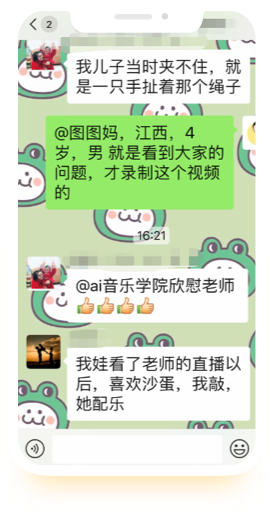 2
我儿子当时夹不住，就
是一只手扯着那个绳子
@图图妈，江西，4
岁，男 就是看到大家的
问题，才录制这个视频
的
16:21
@ai音乐学院欣慰老师
👍👍👍👍
我娃看了老师的直播以
后，喜欢沙蛋，我敲，
她配乐